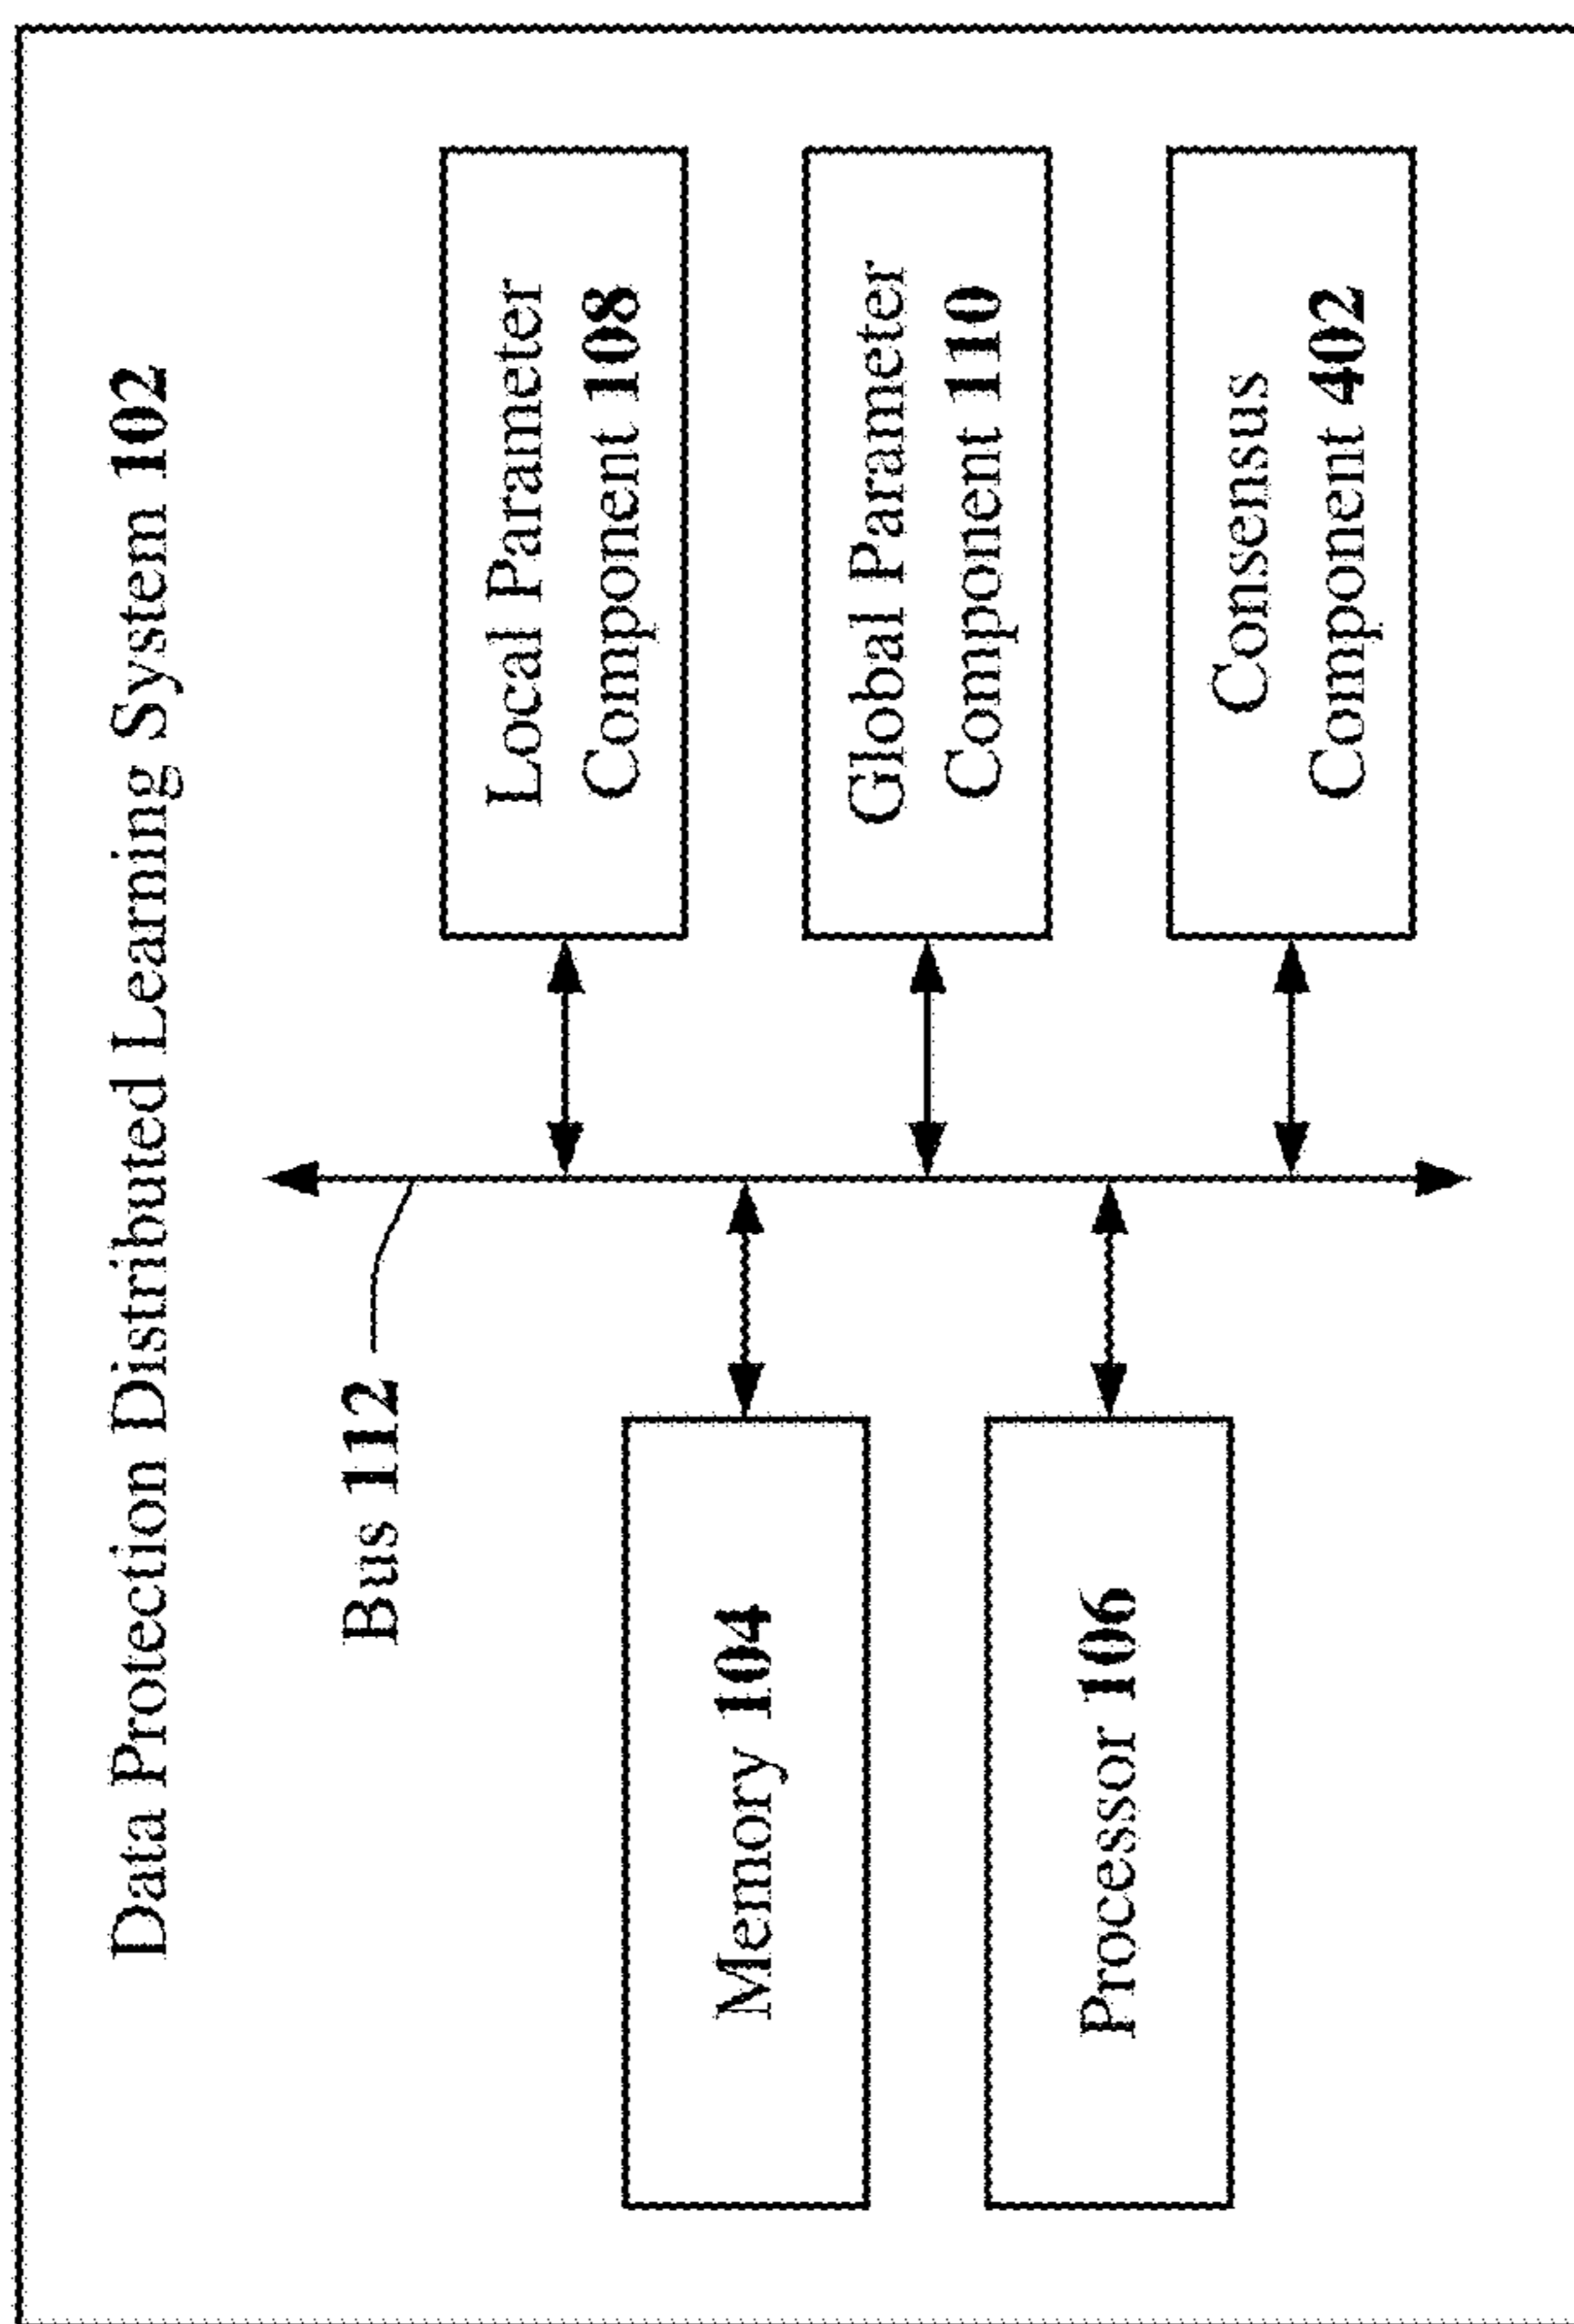 Data Protection Distributed Learning System 102
Bus 112
Memory 104
Processor 106
Local Parameter
Component 108
Global Parameter
Component 110
Consensus
Component 402